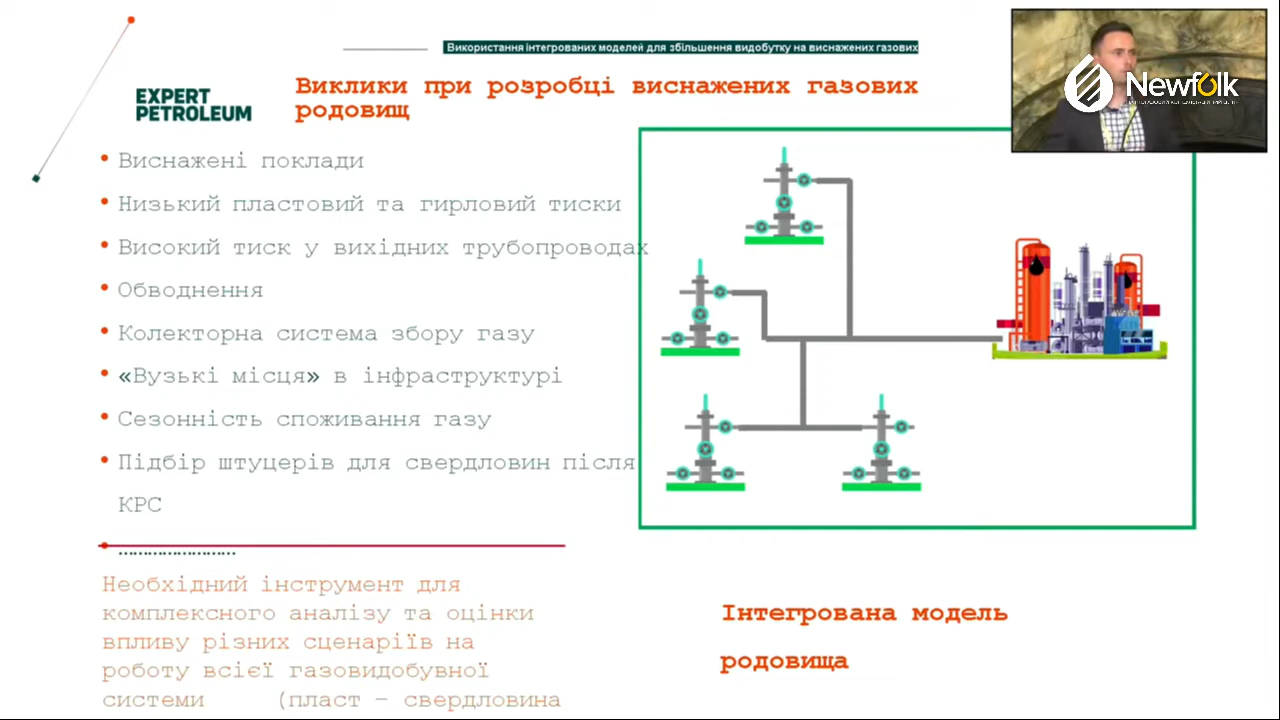 Використання інтегрованих моделей для збільшення видобутку на виснажених газових
EXPERT
PETROLEUM
Виклики при розробці виснажених газових
родовищ
Newfolk
• Виснажені поклади
• Низький пластовий та гирловий тиски
• Високий тиск у вихідних трубопроводах
• Обводнення
• Колекторна система збору газу
• «Вузькі місця» в інфраструктурі
• Сезонність споживання газу
• Підбір штуцерів для свердловин після
КРС
• ……………………
Необхідний інструмент для
комплексного аналізу та оцінки
впливу різних сценаріїв на
роботу всієї газовидобувної
системи (пласт – свердловина
Інтегрована модель
родовища